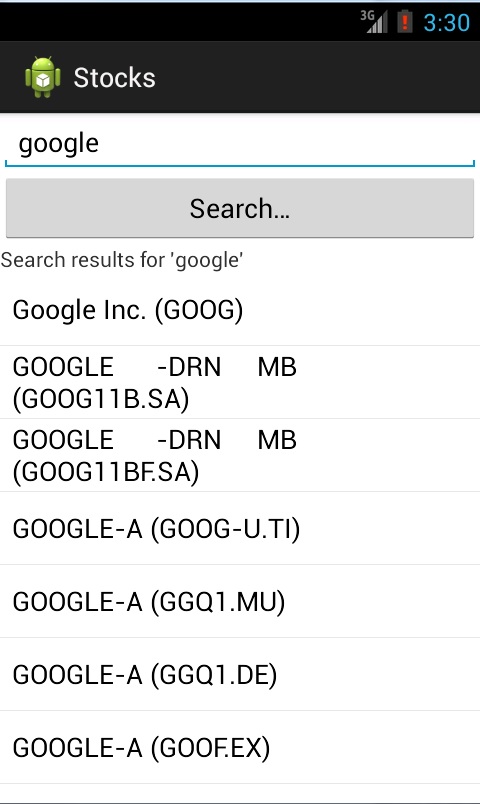 3G 3:30
Stocks
google
Search...
Search results for 'google'
Google Inc. (GOOG)
GOOGLE -DRN MB
(GOOG11B.SA)
GOOGLE -DRN MB
(GOOG11BF.SA)
GOOGLE-A (GOOG-U.TI)
GOOGLE-A (GGQ1.MU)
GOOGLE-A (GGQ1.DE)
GOOGLE-A (GOOF.EX)